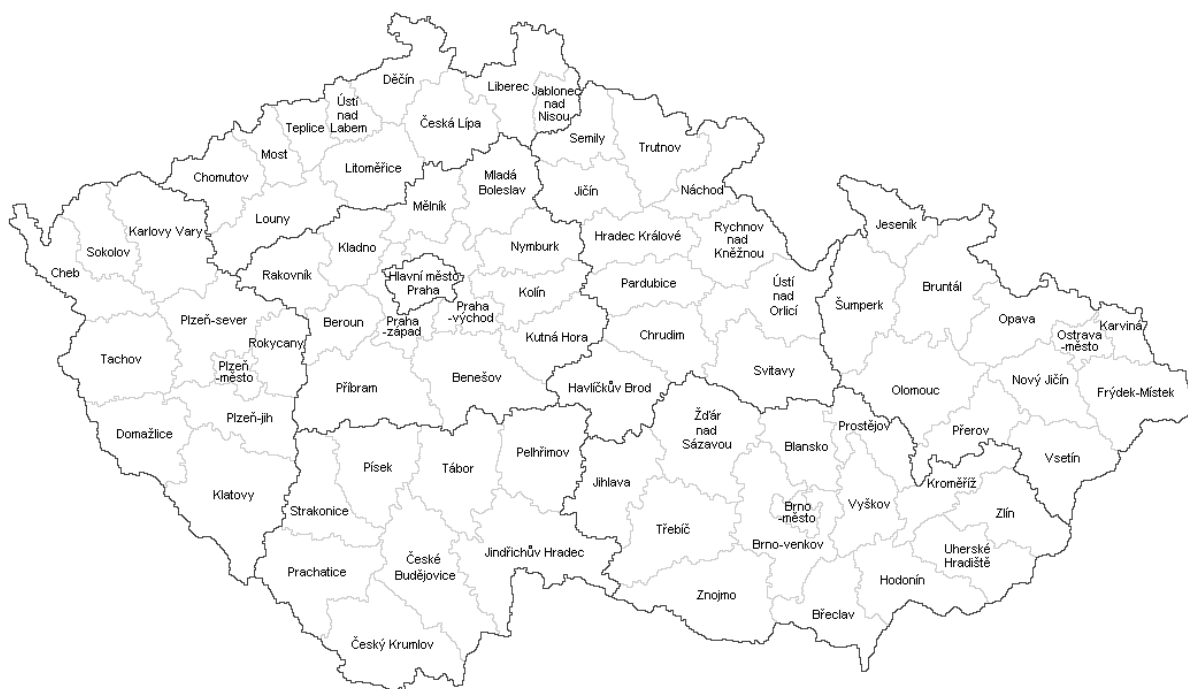 Děčín
Liberec
Jablonec
nad
Nisou
Ústí
nad
Labem
Teplice
Česká Lípa
Most
Semily
Trutnov
Chomutov
Litoměřice
Mladá
Boleslav
Jičín
Náchod
Mělník
Louny
Jeseník
Karlovy Vary
Sokolov
Cheb
Kladno
Nymburk
Hradec Králové
Rychnov
nad
Kněžnou
Rakovník
Hlavní město
Praha
Kolín
Pardubice
Ústí
nad
Orlicí
Šumperk
Bruntál
Plzeň-sever
Beroun
Praha
-západ
Praha
-východ
Opava
Karviná
Ostrava
-město
Rokycany
Kutná Hora
Chrudim
Tachov
Plzeň
-město
Svitavy
Příbram
Benešov
Havlíčkův Brod
Olomouc
Nový Jičín
Frýdek-Místek
Plzeň-jih
Domažlice
Žďár
nad
Sázavou
Prostějov
Přerov
Pelhřimov
Blansko
Vsetín
Písek
Tábor
Klatovy
Jihlava
Kroměříž
Strakonice
Brno
-město
Vyškov
Zlín
Třebíč
Brno-venkov
Jindřichův Hradec
Uherské
Hradiště
České
Budějovice
Prachatice
Hodonín
Znojmo
Břeclav
Český Krumlov